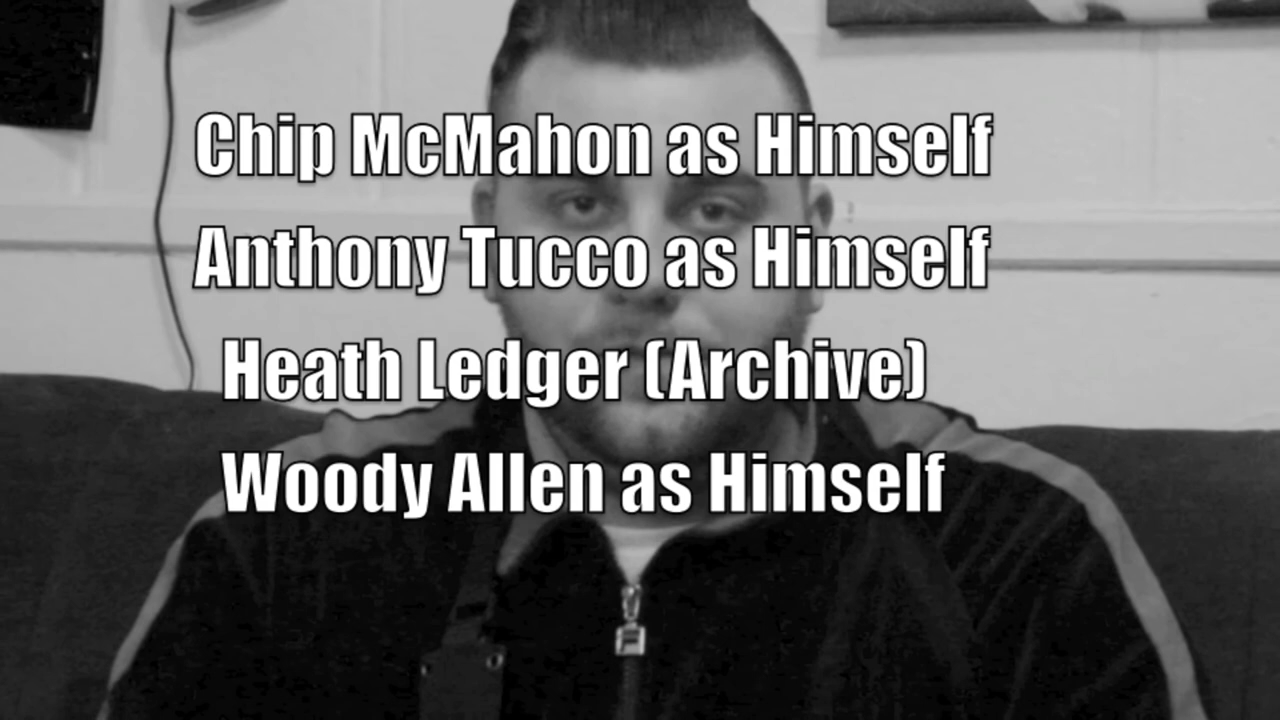 Chip McMahon as Himself
Anthony Tucco as Himself
Heath Ledger (Archive)
Woody Allen as Himself